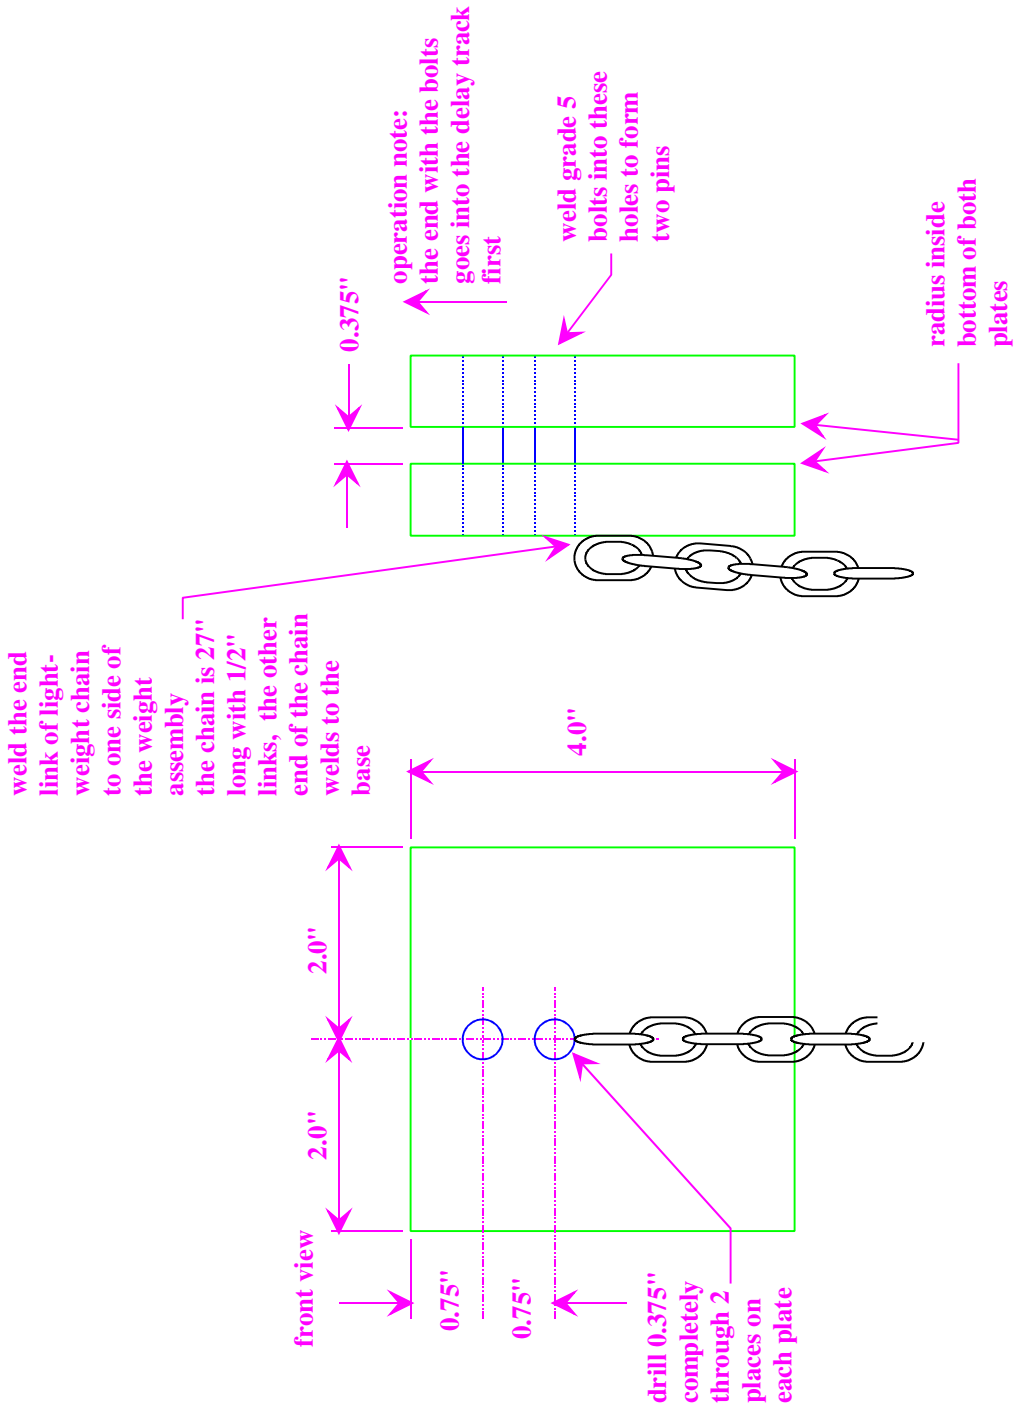 weld the end
link of light-
weight chain
to one side of
the weight
assembly
the chain is 27"
long with 1/2"
links, the other
end of the chain
welds to the
base
front view
2.0"
2.0"
0.375"
operation note:
the end with the bolts
goes into the delay track
first
0.75"
0.75"
4.0"
weld grade 5
bolts into these
holes to form
two pins
drill 0.375"
completely
through 2
places on
each plate
radius inside
bottom of both
plates